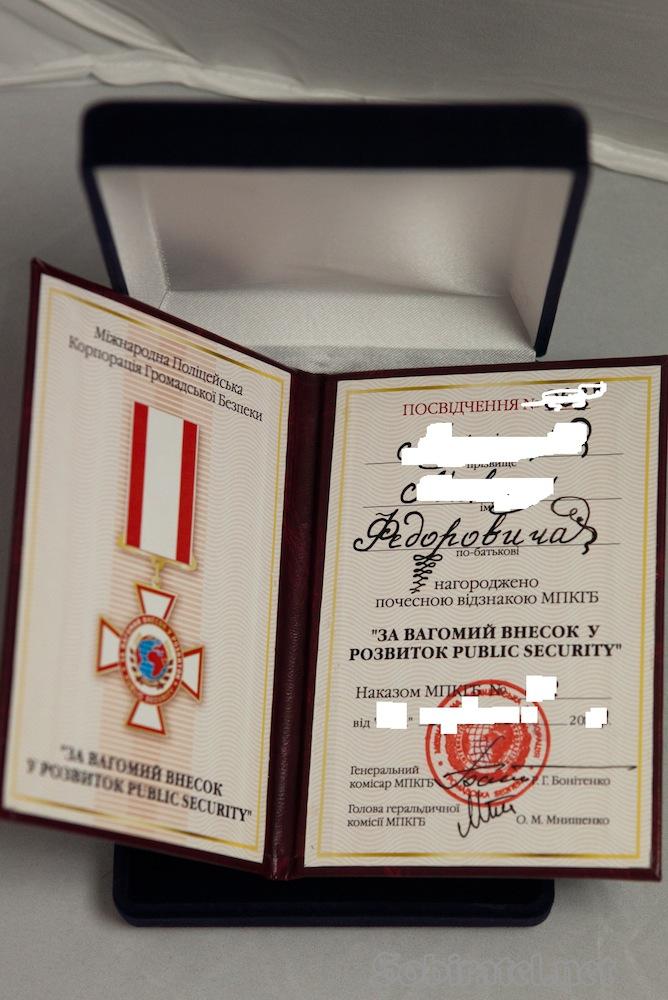 Міжнародна Поліцейська
Корпорація Громадської Безпеки
"ЗА ВАГОМИЙ ВНЕСОК
У РОЗВИТОК PUBLIC SECURITY"
ПОСВІДЧЕННЯ №
прізвище
ім'я
Федоровича
по-батькові
нагороджено
почесною відзнакою МПКГБ
"ЗА ВАГОМИЙ ВНЕСОК У
РОЗВИТОК PUBLIC SECURITY"
Наказом МПКГБ №
від " " 20
Генеральний
комісар МПКГБ Р. Г. Бонітенко
Голова геральдичної
комісії МПКГБ О. М. Мнишенко
Sobiratel.net